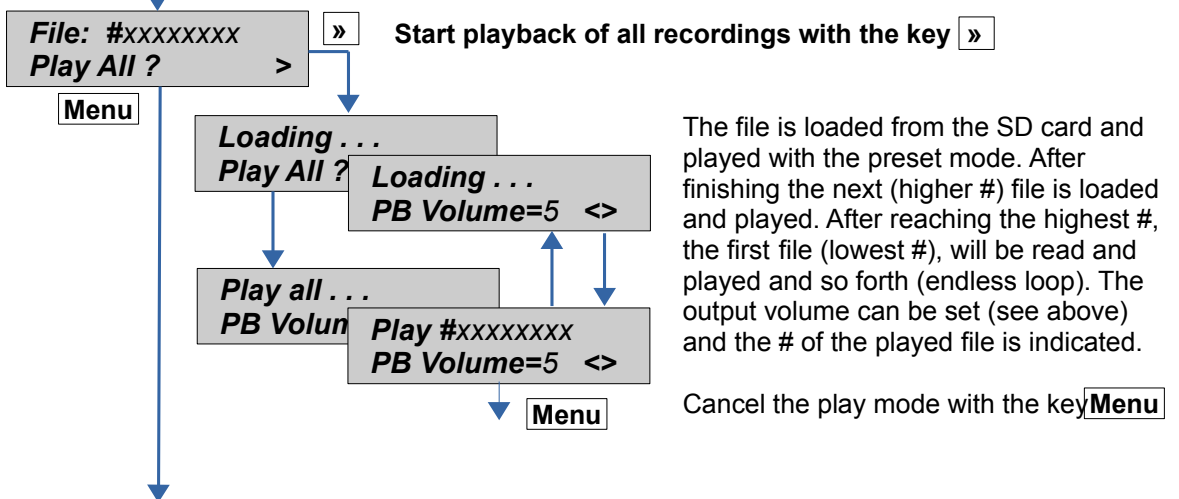 File: #xxxxxxxx
Play All ? >
»
Start playback of all recordings with the key »
Menu
Loading . . .
Play All ?
Loading . . .
PB Volume=5 <>
Play all . . .
PB Volum
Play #xxxxxxxx
PB Volume=5 <>
Menu
The file is loaded from the SD card and
played with the preset mode. After
finishing the next (higher #) file is loaded
and played. After reaching the highest #,
the first file (lowest #), will be read and
played and so forth (endless loop). The
output volume can be set (see above)
and the # of the played file is indicated.
Cancel the play mode with the key Menu